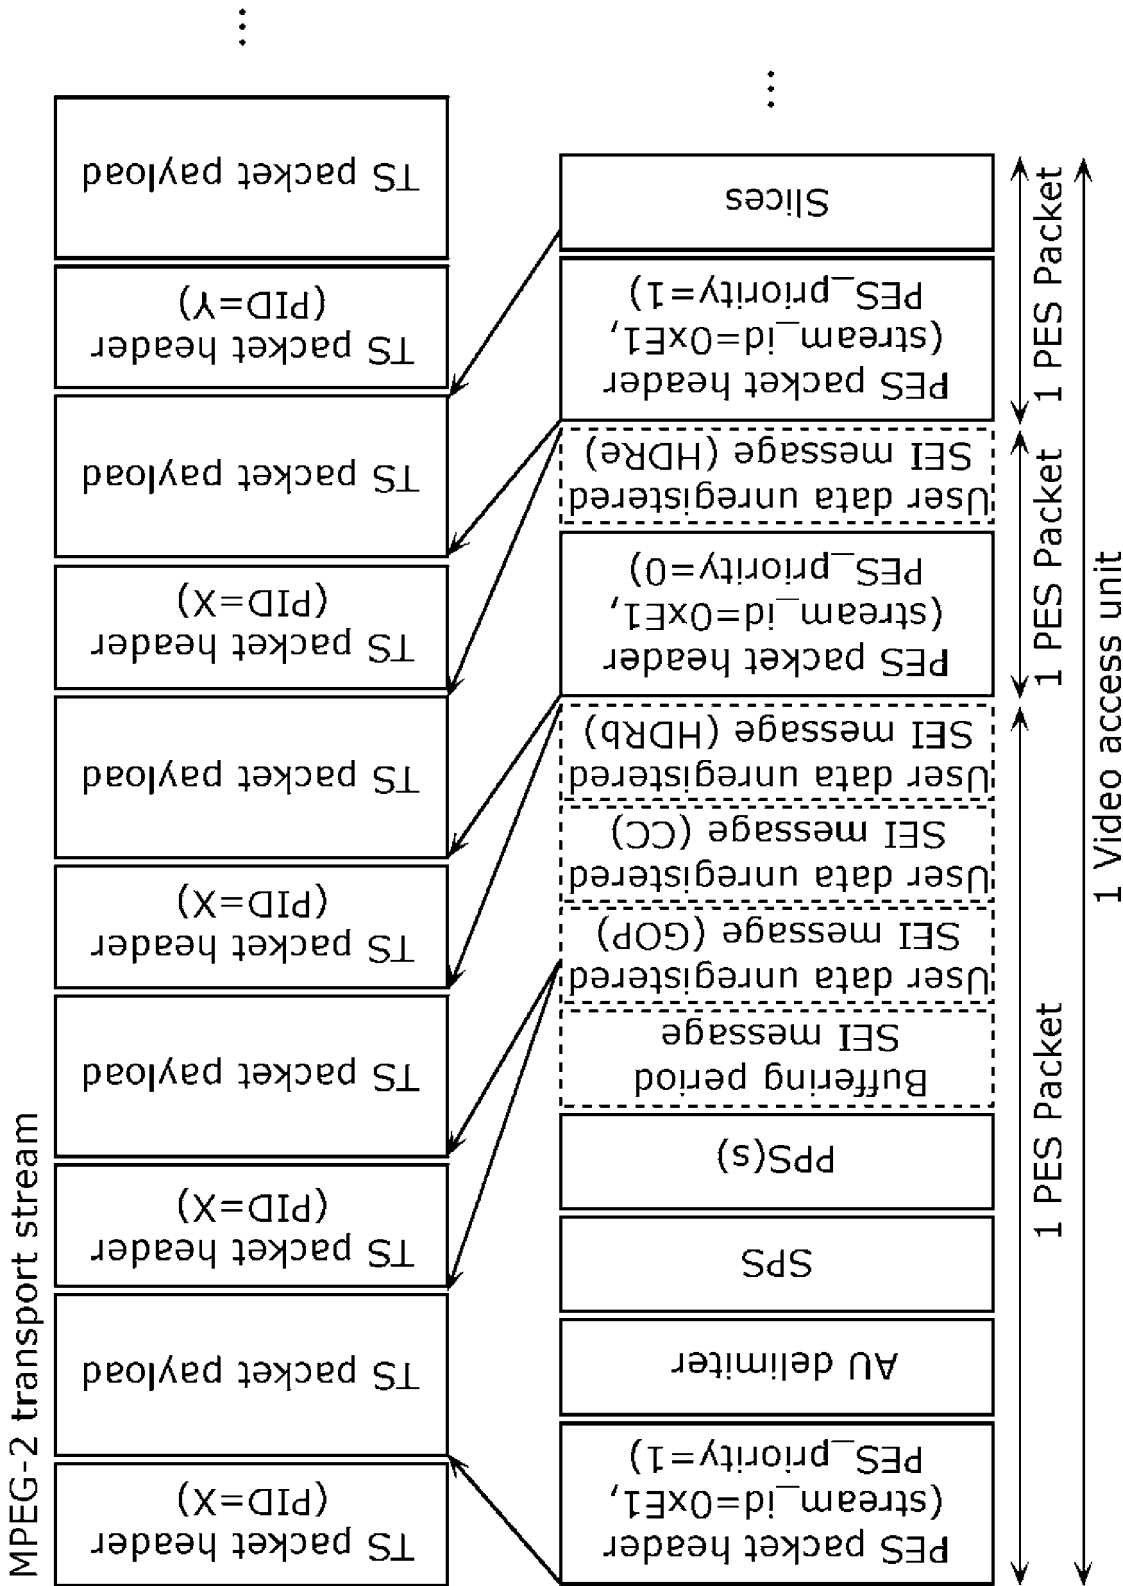 1 Video access unit
1 PES Packet
1 PES Packet
1 PES Packet
PES packet header
(stream_id=0xE1,
PES_priority=1)
AU delimiter
SPS
PPS(s)
Buffering period
SEI message
User data unregistered
SEI message (GOP)
User data unregistered
SEI message (CC)
User data unregistered
SEI message (HDRb)
PES packet header
(stream_id=0xE1,
PES_priority=0)
User data unregistered
SEI message (HDRe)
PES packet header
(stream_id=0xE1,
PES_priority=1)
Slices
...
MPEG-2 transport stream
TS packet header
(PID=X)
TS packet payload
TS packet header
(PID=X)
TS packet payload
TS packet header
(PID=X)
TS packet payload
TS packet header
(PID=X)
TS packet payload
TS packet header
(PID=Y)
TS packet payload
...